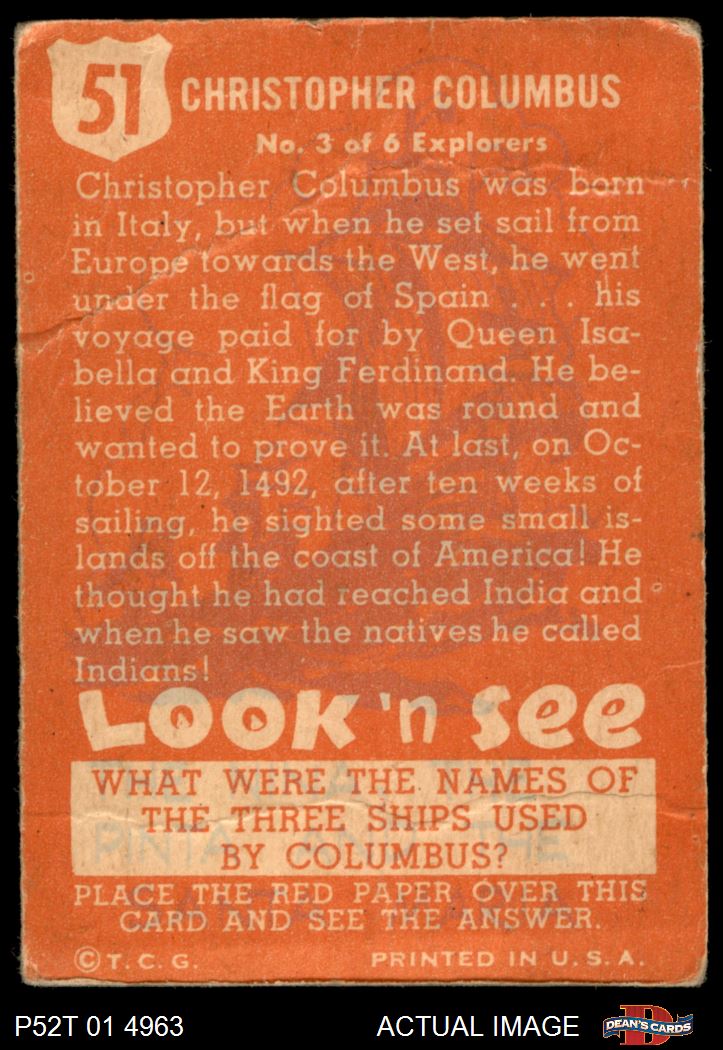 51
CHRISTOPHER COLUMBUS
No. 3 of 6 Explorers
Christopher Columbus was born
in Italy, but when he set sail from
Europe towards the West, he went
under the flag of Spain . . . his
voyage paid for by Queen Isa-
bella and King Ferdinand. He be-
lieved the Earth was round and
wanted to prove it. At last, on Oc-
tober 12, 1492, after ten weeks of
sailing, he sighted some small is-
lands off the coast of America! He
thought he had reached India and
when he saw the natives he called
Indians!
LOOK 'n SEE
WHAT WERE THE NAMES OF
THE THREE SHIPS USED
BY COLUMBUS?
PLACE THE RED PAPER OVER THIS
CARD AND SEE THE ANSWER.
© T. C. G. PRINTED IN U. S. A.
P52T 01 4963 ACTUAL IMAGE DEAN'S CARDS